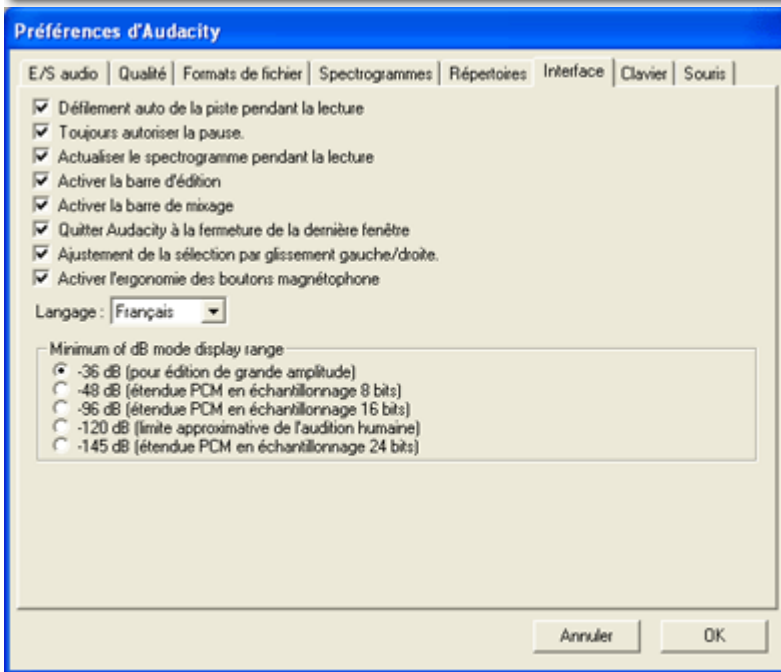 Préférences d'Audacity
E/S audio Qualité Formats de fichier Spectrogrammes Répertoires Interface Clavier Souris
Défilement auto de la piste pendant la lecture
Toujours autoriser la pause.
Actualiser le spectrogramme pendant la lecture
Activer la barre d'édition
Activer la barre de mixage
Quitter Audacity à la fermeture de la dernière fenêtre
Ajustement de la sélection par glissement gauche/droite.
Activer l'ergonomie des boutons magnétophone
Langage : Français
Minimum of dB mode display range
-36 dB (pour édition de grande amplitude)
-48 dB (étendue PCM en échantillonnage 8 bits)
-96 dB (étendue PCM en échantillonnage 16 bits)
-120 dB (limite approximative de l'audition humaine)
-145 dB (étendue PCM en échantillonnage 24 bits)
Annuler OK